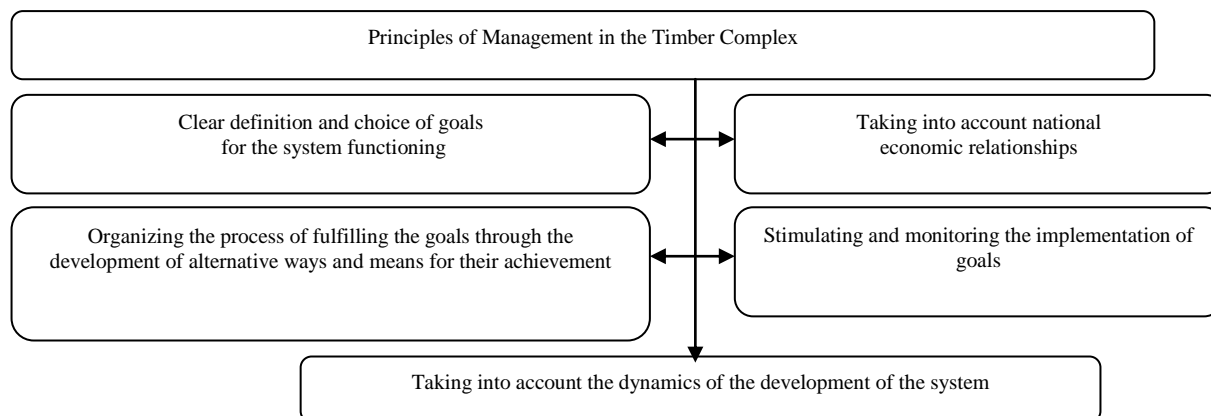 Principles of Management in the Timber Complex
Clear definition and choice of goals
for the system functioning
Taking into account national
economic relationships
Organizing the process of fulfilling the goals through the
development of alternative ways and means for their achievement
Stimulating and monitoring the implementation of
goals
Taking into account the dynamics of the development of the system